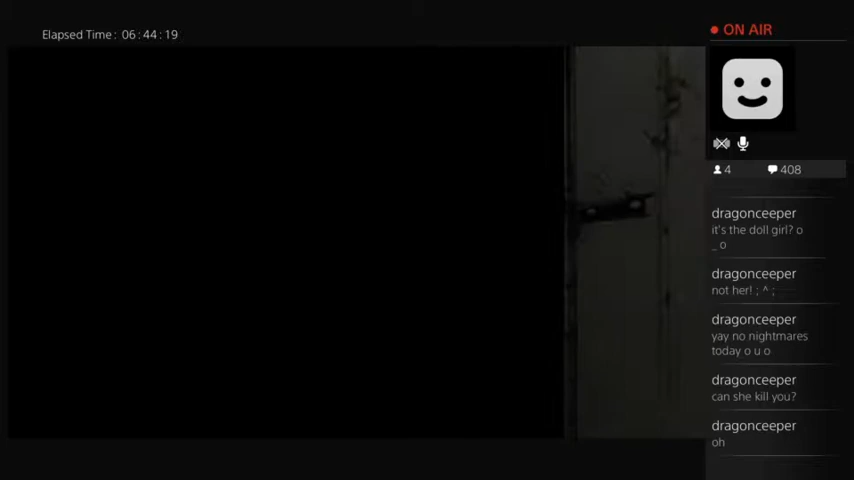 Elapsed Time : 06:44:19
ON AIR
4 408
dragonceeper
it's the doll girl? o
_ o
dragonceeper
not her! ; ^ ;
dragonceeper
yay no nightmares
today o u o
dragonceeper
can she kill you?
dragonceeper
oh